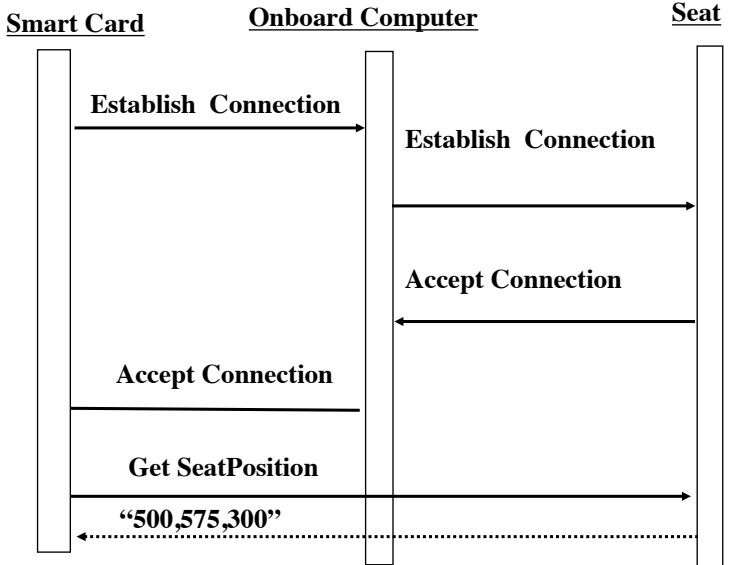 Smart Card
Onboard Computer
Seat
Establish  Connection
Establish  Connection
Accept Connection
Accept Connection
Get SeatPosition
“500,575,300”